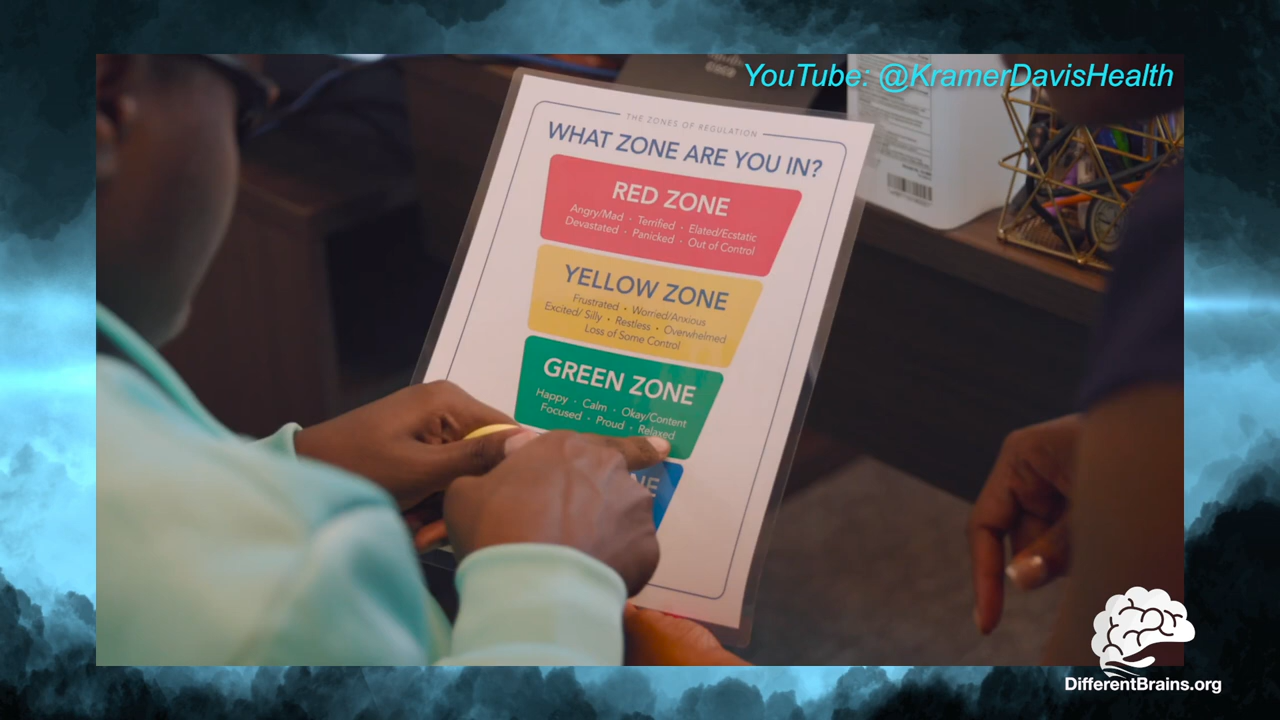 YouTube: @KramerDavisHealth
THE ZONES OF REGULATION
WHAT ZONE ARE YOU IN?
RED ZONE
Angry/Mad · Terrified · Elated/Ecstatic
Devastated · Panicked · Out of Control
YELLOW ZONE
Frustrated · Worried/Anxious
Excited/ Silly · Restless · Overwhelmed
Loss of Some Control
GREEN ZONE
Happy · Calm · Okay/Content
Focused · Proud · Relaxed
NE
DifferentBrains.org